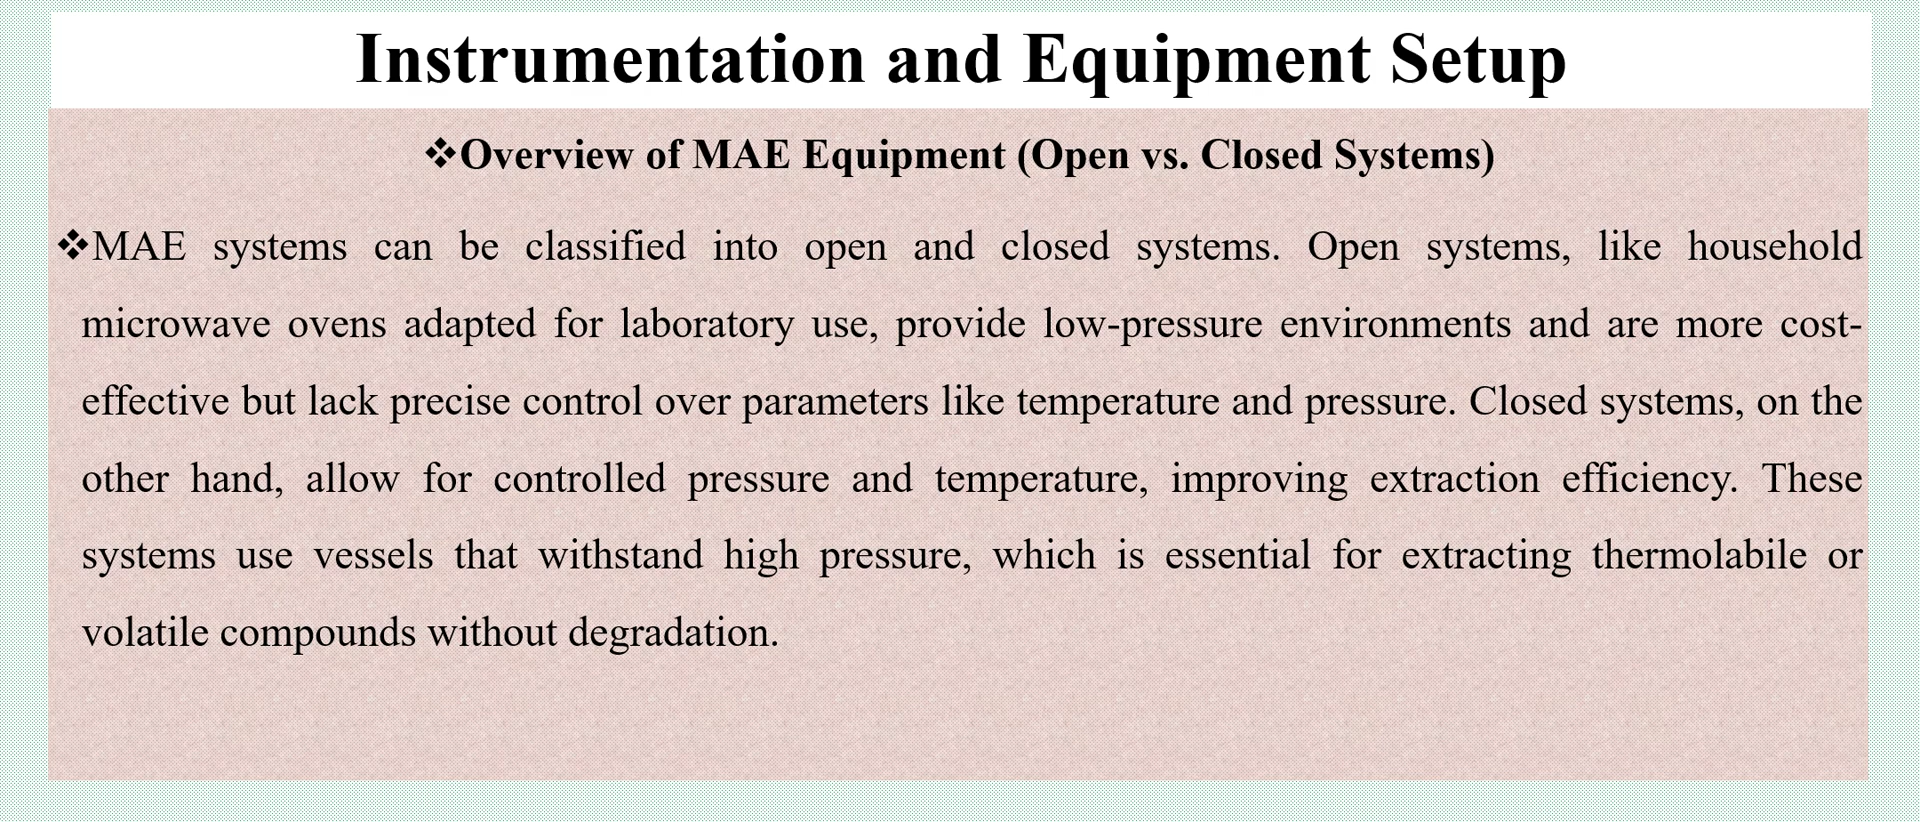 Instrumentation and Equipment Setup
❖Overview of MAE Equipment (Open vs. Closed Systems)
❖MAE systems can be classified into open and closed systems. Open systems, like household
microwave ovens adapted for laboratory use, provide low-pressure environments and are more cost-
effective but lack precise control over parameters like temperature and pressure. Closed systems, on the
other hand, allow for controlled pressure and temperature, improving extraction efficiency. These
systems use vessels that withstand high pressure, which is essential for extracting thermolabile or
volatile compounds without degradation.